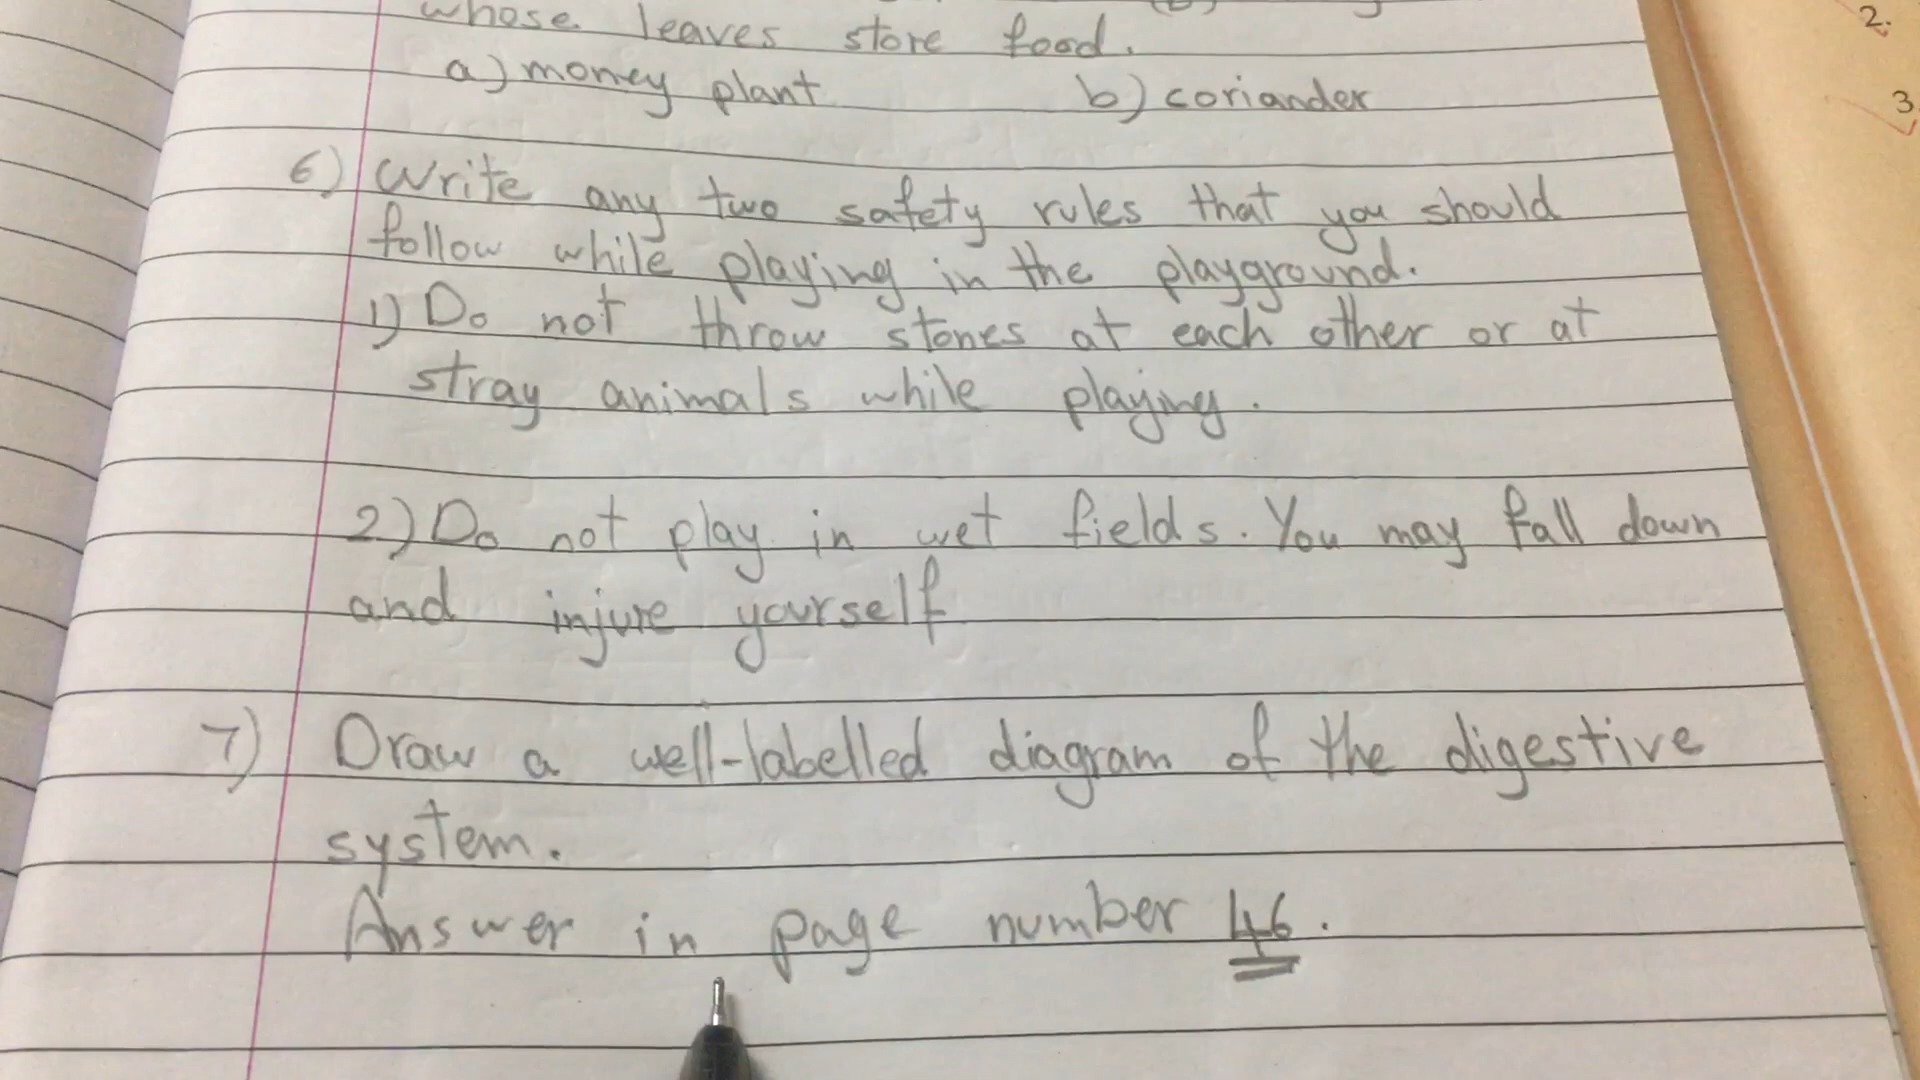 whose leaves store food.
a) money plant b) coriander
6) Write any two safety rules that you should
follow while playing in the playground.
1) Do not throw stones at each other or at
stray animals while playing.
2) Do not play in wet fields. You may fall down
and injure yourself
7) Draw a well-labelled diagram of the digestive
system.
Answer in page number 46.
2.
3